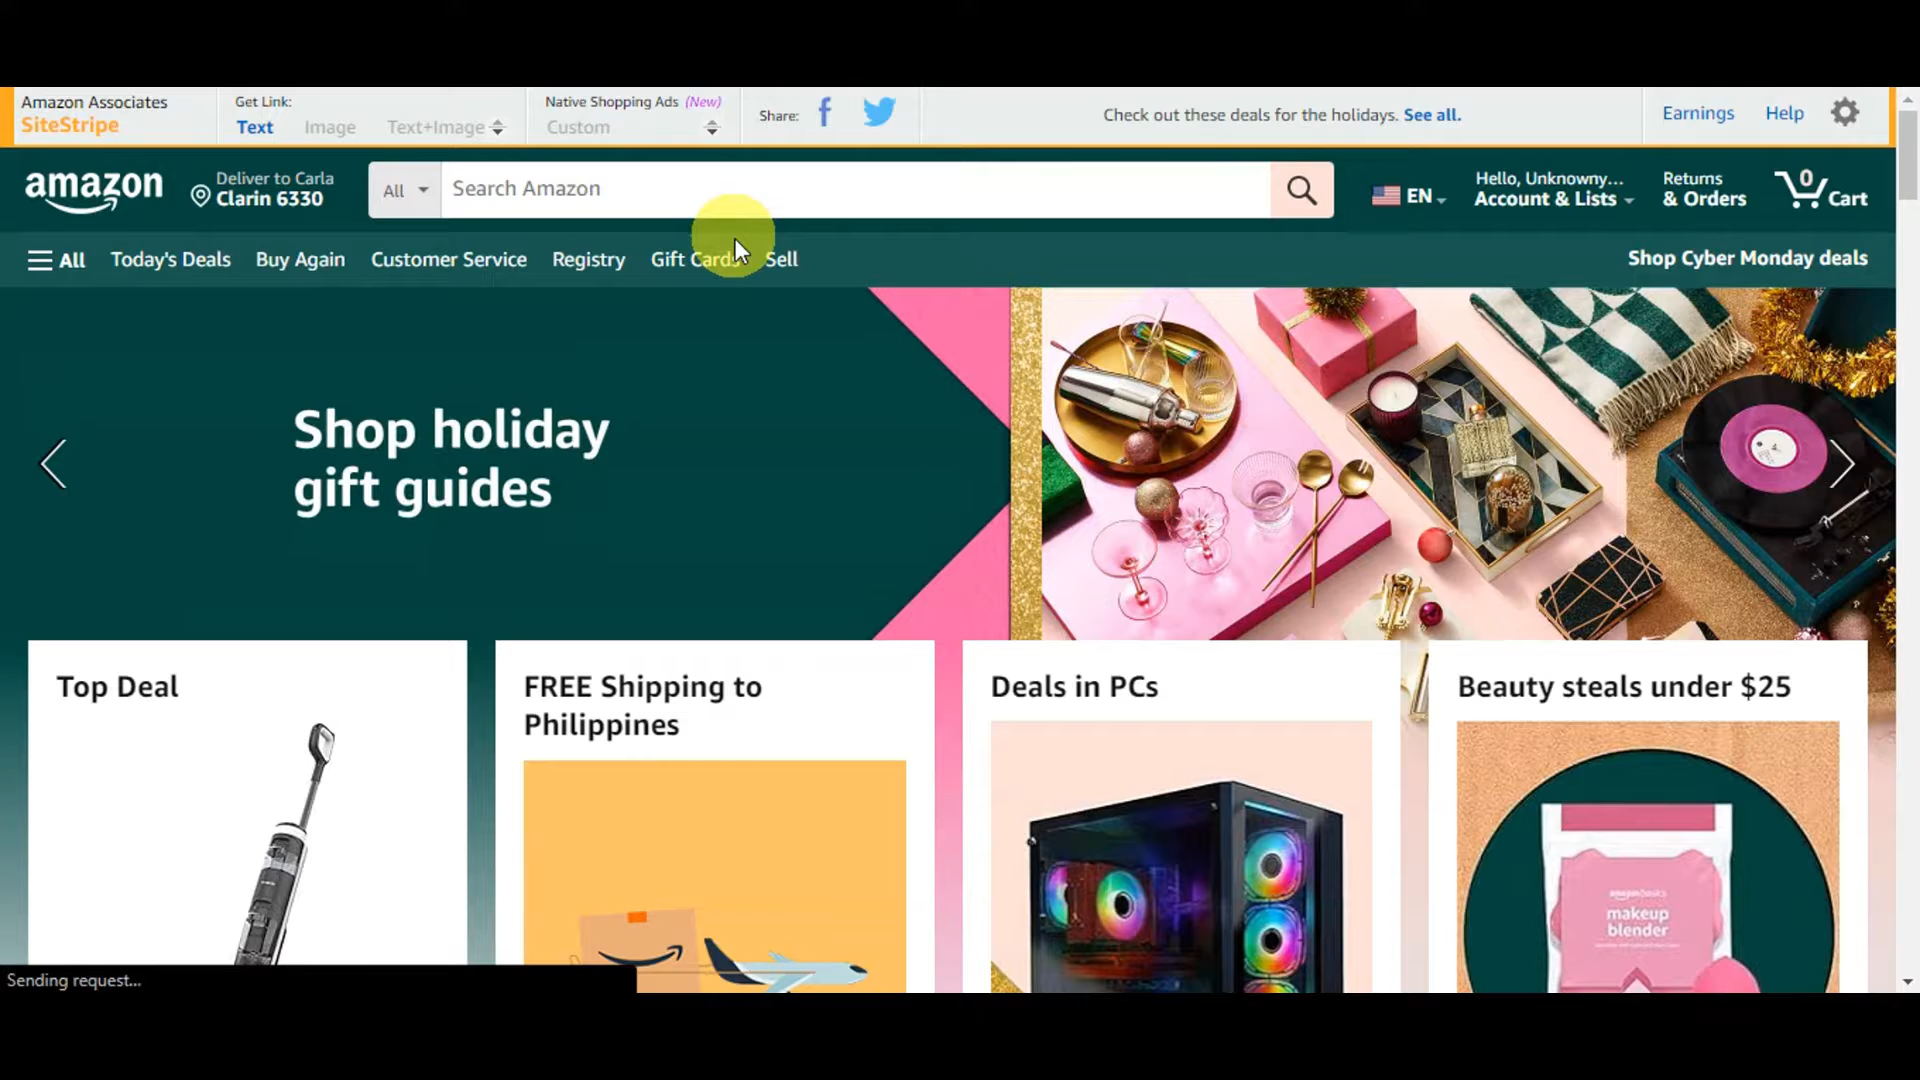 Amazon Associates
SiteStripe
Get Link:
Text Image Text+Image
Native Shopping Ads (New)
Custom
Share:
Check out these deals for the holidays. See all.
Earnings Help
amazon
Deliver to Carla
Clarin 6330
All
Search Amazon
EN
Hello, Unknowny...
Account & Lists
Returns
& Orders
0
Cart
All Today's Deals Buy Again Customer Service Registry Gift Cards Sell
Shop Cyber Monday deals
Shop holiday
gift guides
Top Deal
FREE Shipping to
Philippines
Deals in PCs
Beauty steals under $25
amazon basics
makeup
blender
Sending request...